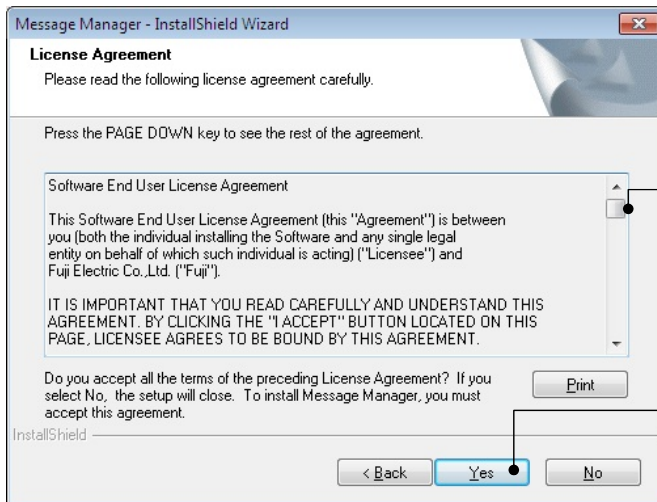 Message Manager - InstallShield Wizard
License Agreement
Please read the following license agreement carefully.
Press the PAGE DOWN key to see the rest of the agreement.
Software End User License Agreement
This Software End User License Agreement (this "Agreement") is between
you (both the individual installing the Software and any single legal
entity on behalf of which such individual is acting) ("Licensee") and
Fuji Electric Co.,Ltd. ("Fuji").
IT IS IMPORTANT THAT YOU READ CAREFULLY AND UNDERSTAND THIS
AGREEMENT. BY CLICKING THE "I ACCEPT" BUTTON LOCATED ON THIS
PAGE, LICENSEE AGREES TO BE BOUND BY THIS AGREEMENT.
Do you accept all the terms of the preceding License Agreement? If you
select No, the setup will close. To install Message Manager, you must
accept this agreement.
Print
InstallShield
< Back
Yes
No